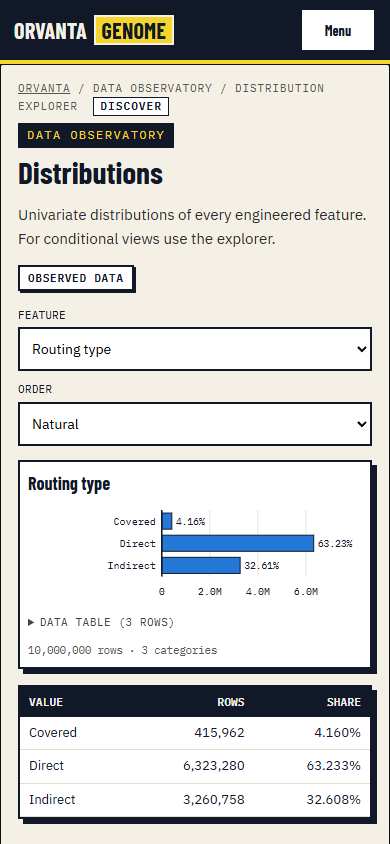 ORVANTA GENOME
Menu
ORVANTA / DATA OBSERVATORY / DISTRIBUTION
EXPLORER DISCOVER
DATA OBSERVATORY
Distributions
Univariate distributions of every engineered feature.
For conditional views use the explorer.
OBSERVED DATA
FEATURE
Routing type
ORDER
Natural
Routing type
Covered 4.16%
Direct 63.23%
Indirect 32.61%
0 2.0M 4.0M 6.0M
▶ DATA TABLE (3 ROWS)
10,000,000 rows · 3 categories
VALUE ROWS SHARE
Covered 415,962 4.160%
Direct 6,323,280 63.233%
Indirect 3,260,758 32.608%